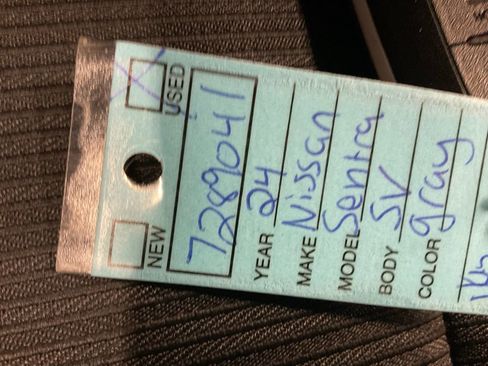 NEW USED
7289041
YEAR 24
MAKE Nissan
MODEL Sentra
BODY SV
COLOR gray